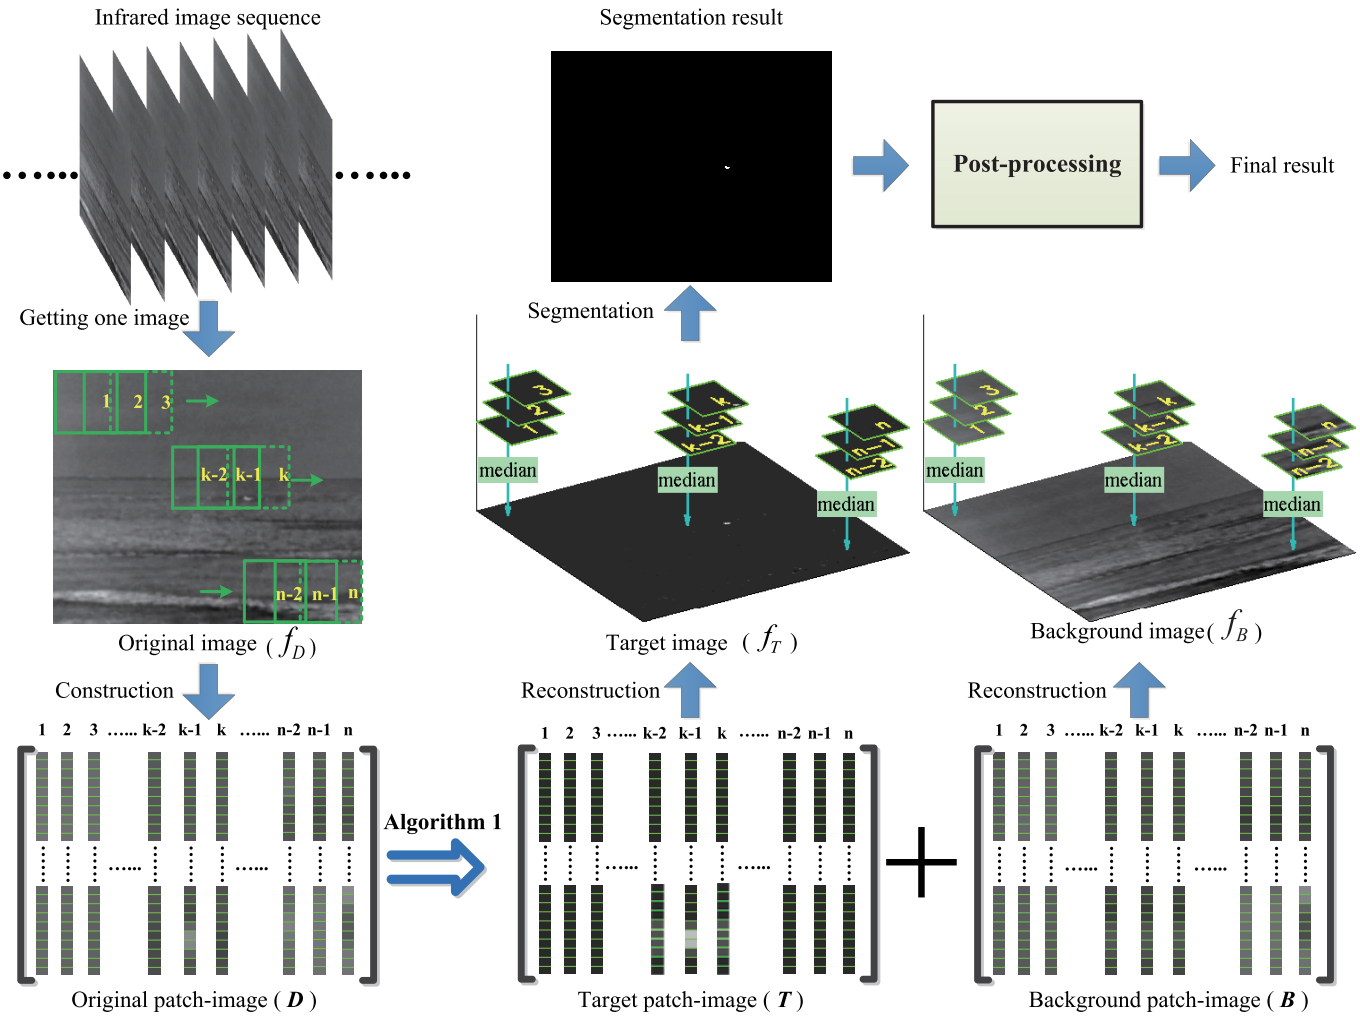 Infrared image sequence
Segmentation result
Post-processing
Final result
Getting one image
Segmentation
1 2 3
k-2 k-1 k
n-2 n-1 n
3
2
1
median
k
k-1
k-2
median
n
n-1
n-2
median
3
2
1
median
k
k-1
k-2
median
n
n-1
n-2
median
Original image ( f_D )
Target image ( f_T )
Background image( f_B )
Construction
Reconstruction
Reconstruction
1 2 3 ...... k-2 k-1 k ...... n-2 n-1 n
1 2 3 ...... k-2 k-1 k ...... n-2 n-1 n
1 2 3 ...... k-2 k-1 k ...... n-2 n-1 n
Algorithm 1
+
Original patch-image ( D )
Target patch-image ( T )
Background patch-image ( B )